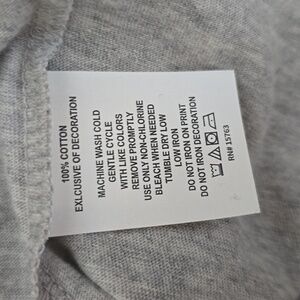 100% COTTON
EXLCUSIVE OF DECORATION
MACHINE WASH COLD
GENTLE CYCLE
WITH LIKE COLORS
REMOVE PROMPTLY
USE ONLY NON-CHLORINE
BLEACH WHEN NEEDED
TUMBLE DRY LOW
LOW IRON
DO NOT IRON ON PRINT
DO NOT IRON DECORATION
RN# 15763